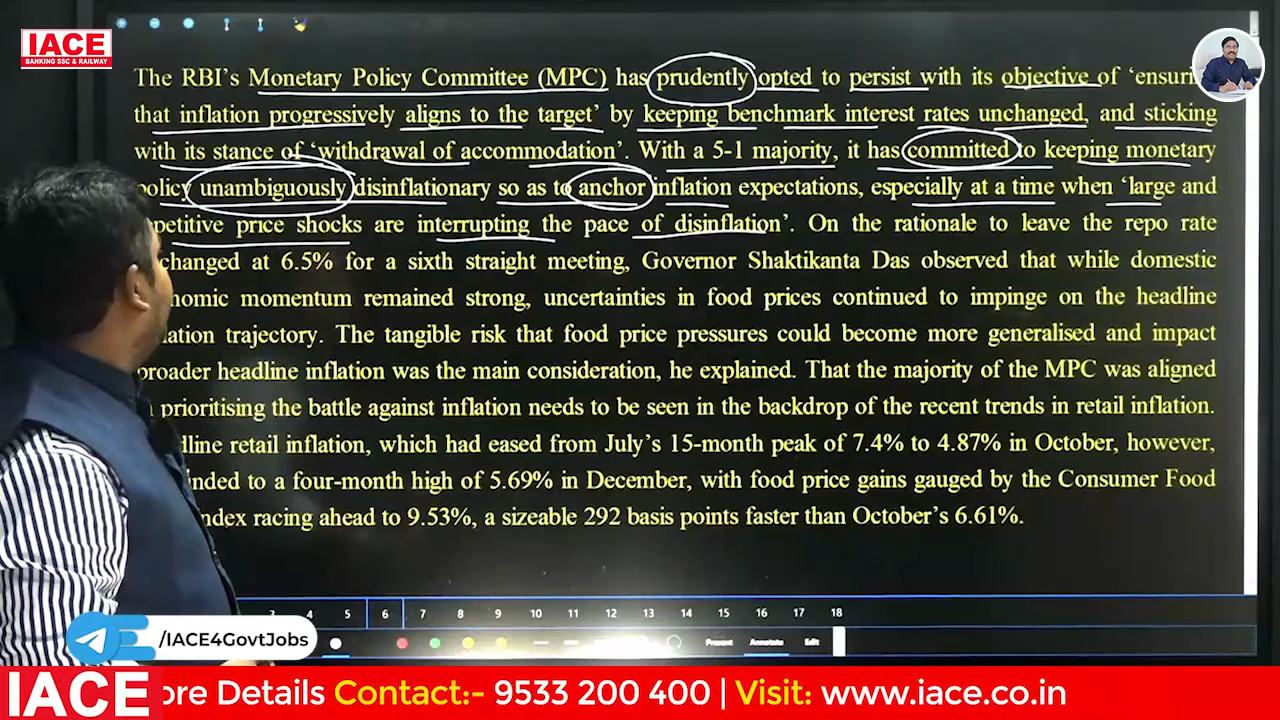 IACE
BANKING SSC & RAILWAY
The RBI's Monetary Policy Committee (MPC) has prudently opted to persist with its objective of 'ensuri
that inflation progressively aligns to the target' by keeping benchmark interest rates unchanged, and sticking
with its stance of 'withdrawal of accommodation'. With a 5-1 majority, it has committed to keeping monetary
policy unambiguously disinflationary so as to anchor inflation expectations, especially at a time when 'large and
petitive price shocks are interrupting the pace of disinflation'. On the rationale to leave the repo rate
changed at 6.5% for a sixth straight meeting, Governor Shaktikanta Das observed that while domestic
nomic momentum remained strong, uncertainties in food prices continued to impinge on the headline
lation trajectory. The tangible risk that food price pressures could become more generalised and impact
broader headline inflation was the main consideration, he explained. That the majority of the MPC was aligned
prioritising the battle against inflation needs to be seen in the backdrop of the recent trends in retail inflation.
dline retail inflation, which had eased from July's 15-month peak of 7.4% to 4.87% in October, however,
nded to a four-month high of 5.69% in December, with food price gains gauged by the Consumer Food
index racing ahead to 9.53%, a sizeable 292 basis points faster than October's 6.61%.
3 4 5 6 7 8 9 10 11 12 13 14 15 16 17 18
Present Annotate Edit
/IACE4GovtJobs
IACE ore Details Contact:- 9533 200 400 | Visit: www.iace.co.in